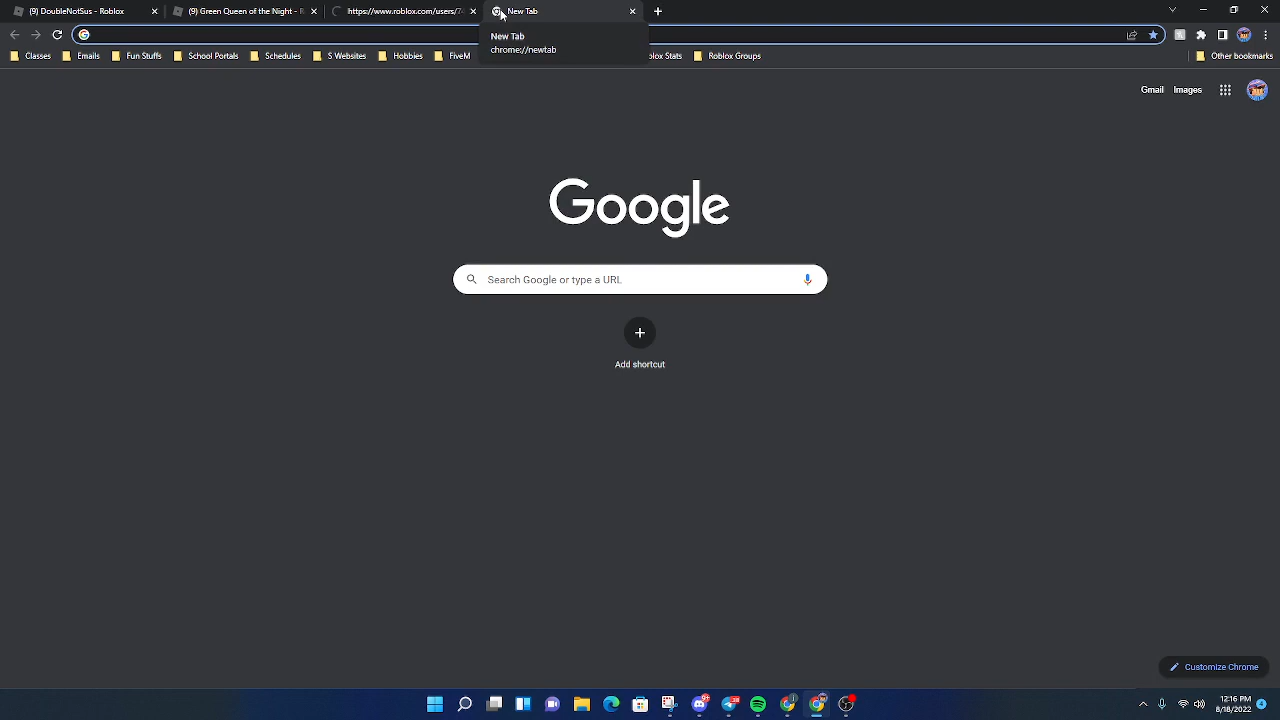 (9) DoubleNotSus - Roblox
(9) Green Queen of the Night - R
https://www.roblox.com/users/74
New Tab
New Tab
chrome://newtab
Classes
Emails
Fun Stuffs
School Portals
Schedules
S Websites
Hobbies
FiveM
lox Stats
Roblox Groups
Other bookmarks
Gmail
Images
Google
Search Google or type a URL
Add shortcut
Customize Chrome
12:16 PM
8/18/2022